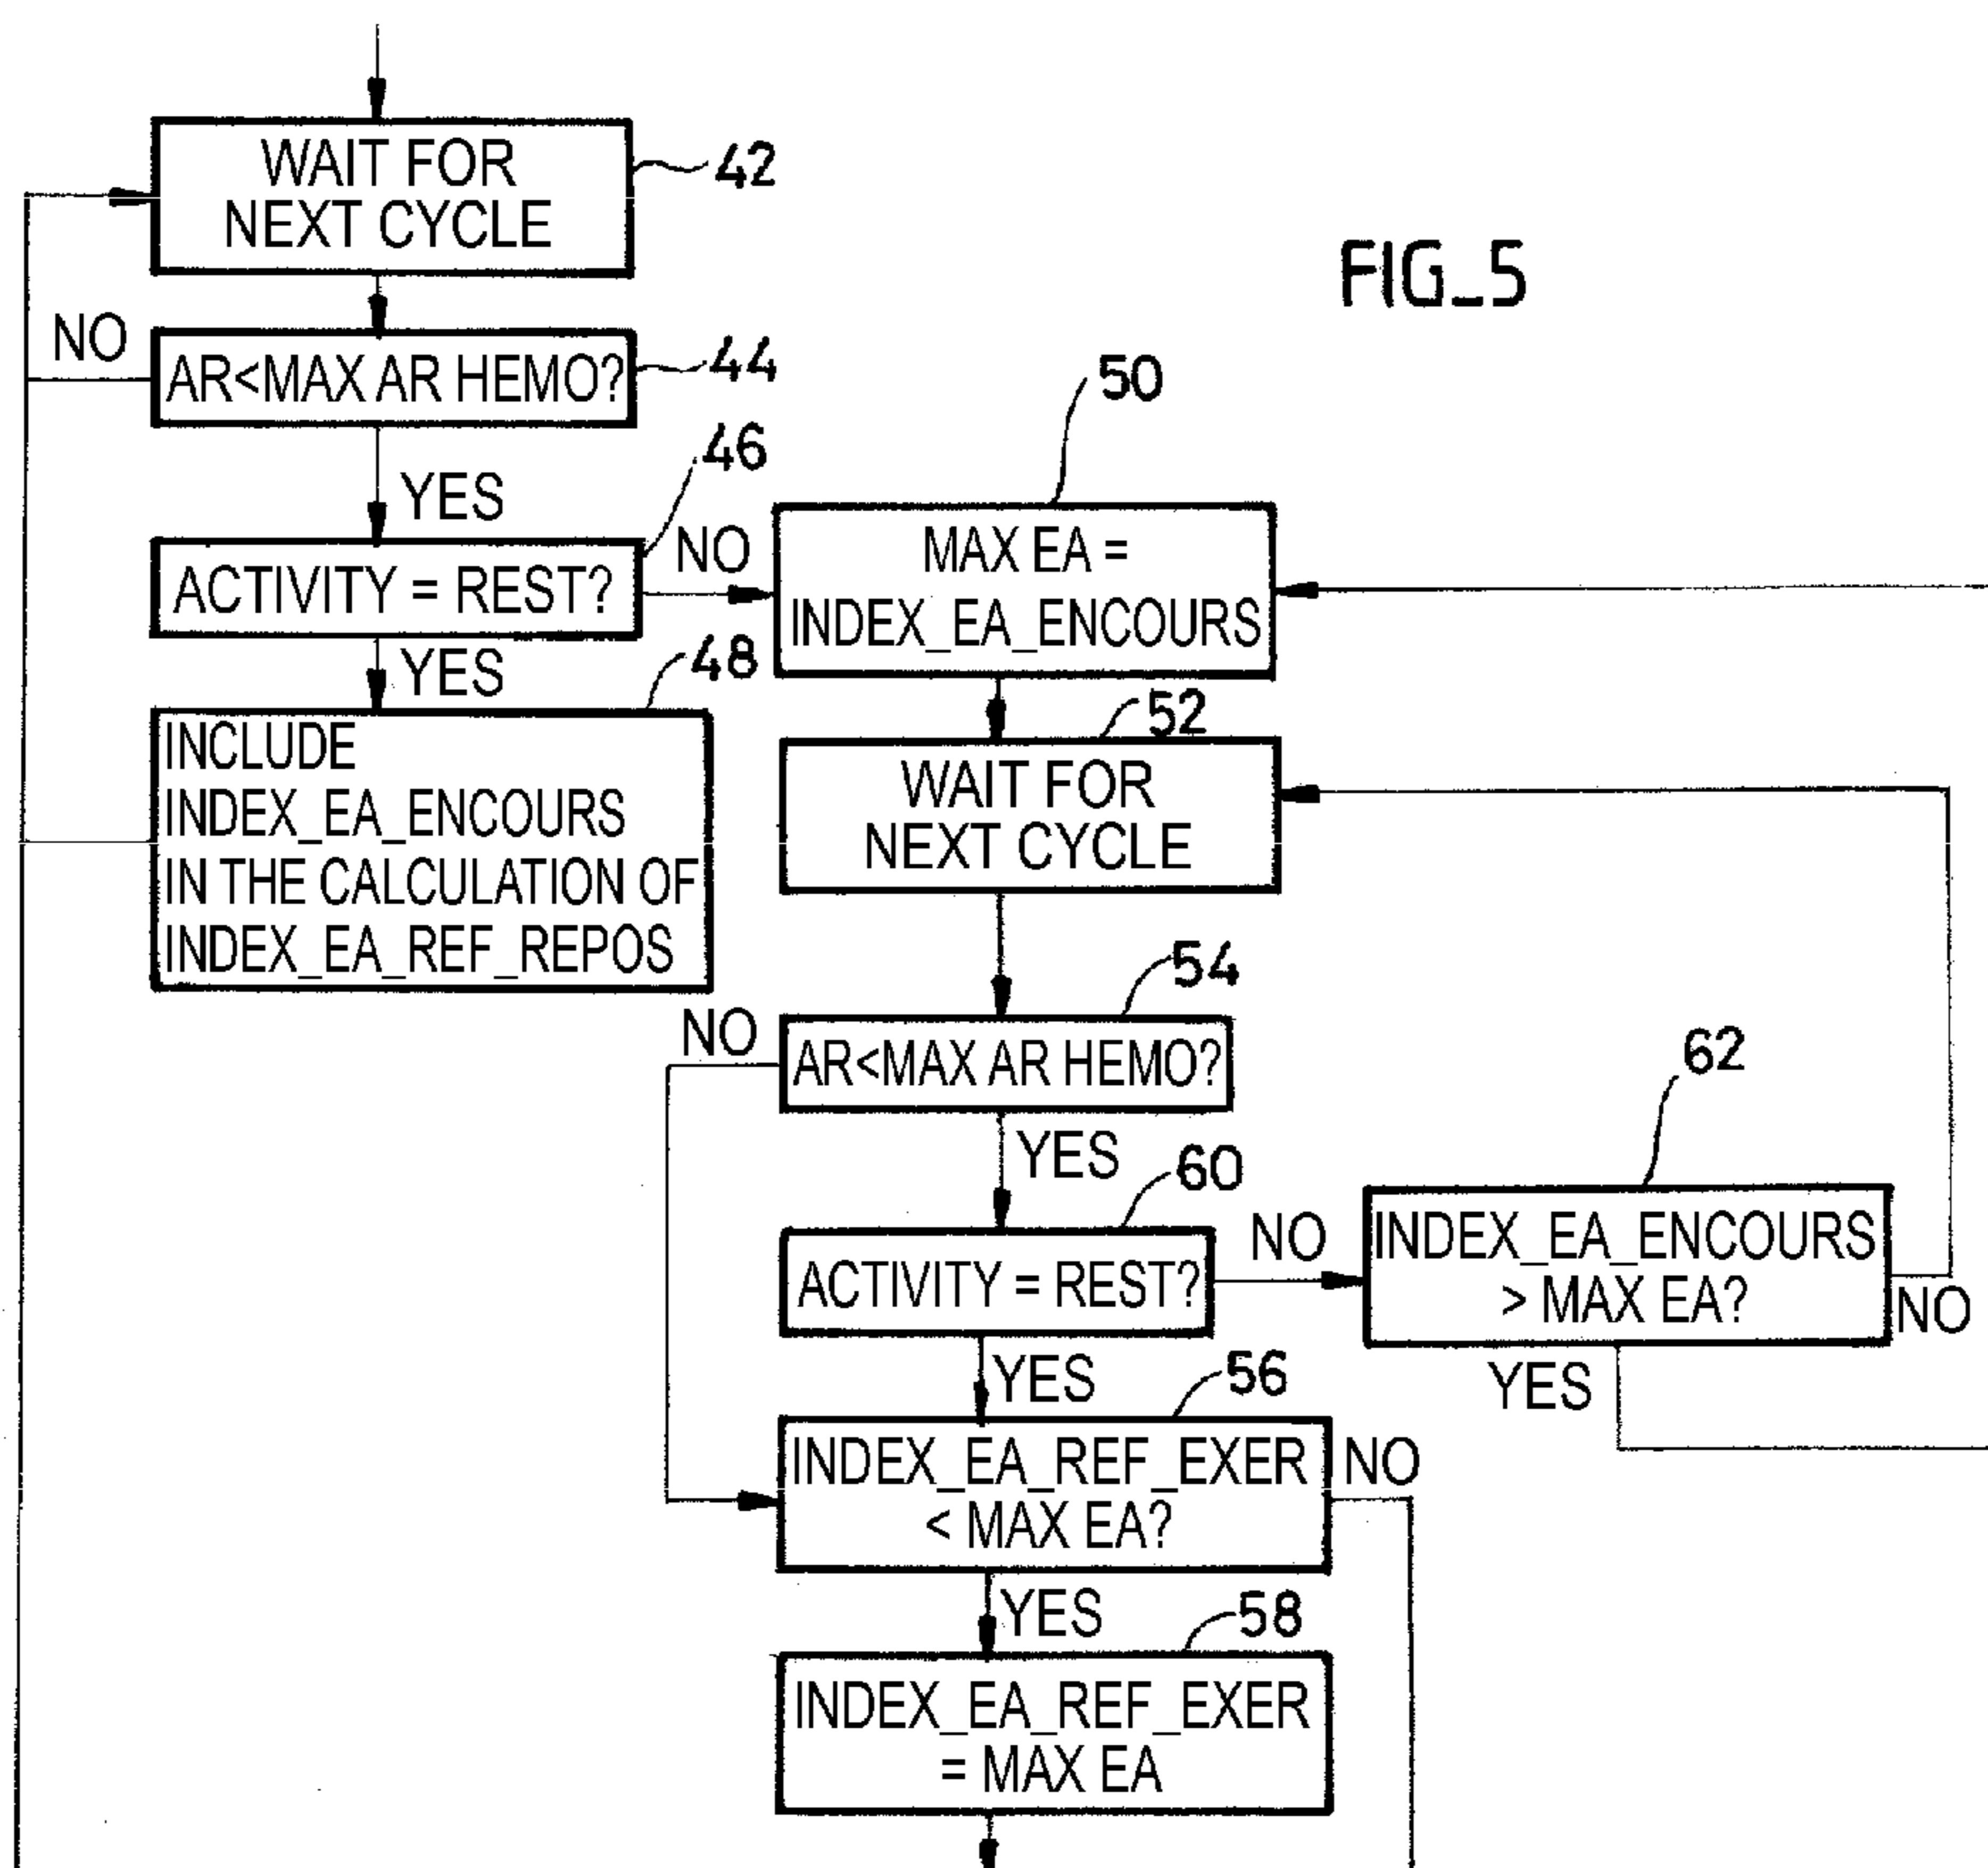 WAIT FOR
NEXT CYCLE
42
FIG_5
NO
AR<MAX AR HEMO?
44
YES
46
ACTIVITY = REST?
NO
50
MAX EA =
INDEX_EA_ENCOURS
YES
48
INCLUDE
INDEX_EA_ENCOURS
IN THE CALCULATION OF
INDEX_EA_REF_REPOS
52
WAIT FOR
NEXT CYCLE
54
NO
AR<MAX AR HEMO?
YES
60
ACTIVITY = REST?
NO
62
INDEX_EA_ENCOURS
> MAX EA?
NO
YES
YES
56
INDEX_EA_REF_EXER
< MAX EA?
NO
YES
58
INDEX_EA_REF_EXER
= MAX EA